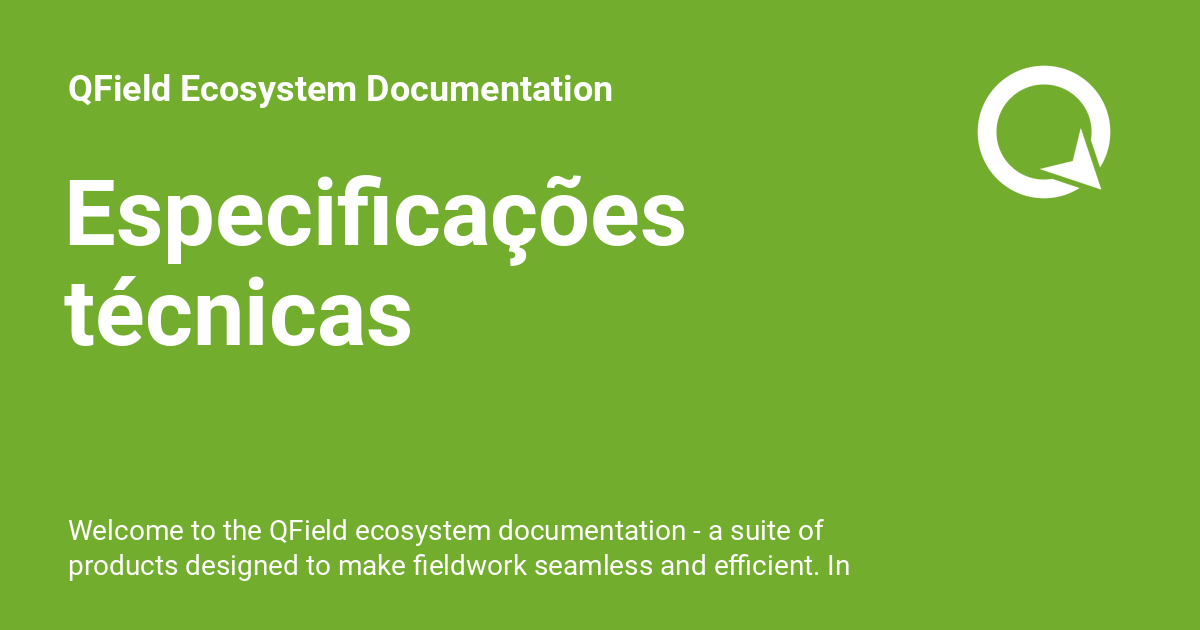 QField Ecosystem Documentation
Especificações
técnicas
Welcome to the QField ecosystem documentation - a suite of
products designed to make fieldwork seamless and efficient. In